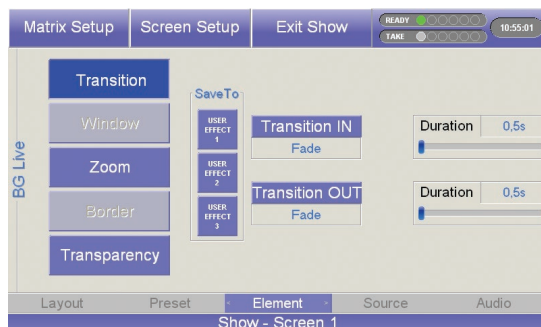 Matrix Setup
Screen Setup
Exit Show
READY
TAKE
10:55:01
BG Live
Transition
Window
Zoom
Border
Transparency
SaveTo
USER
EFFECT
1
USER
EFFECT
2
USER
EFFECT
3
Transition IN
Fade
Duration 0,5s
Transition OUT
Fade
Duration 0,5s
Layout Preset Element Source Audio
Show - Screen 1